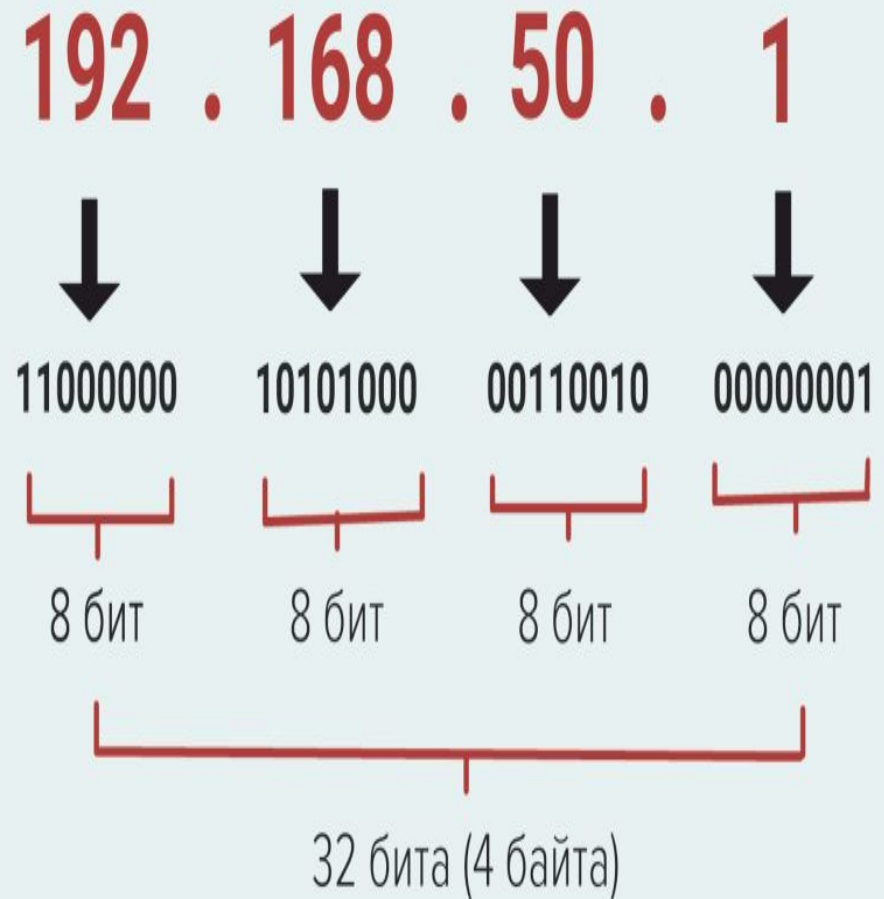 192 . 168 . 50 . 1
11000000 10101000 00110010 00000001
8 бит 8 бит 8 бит 8 бит
32 бита (4 байта)